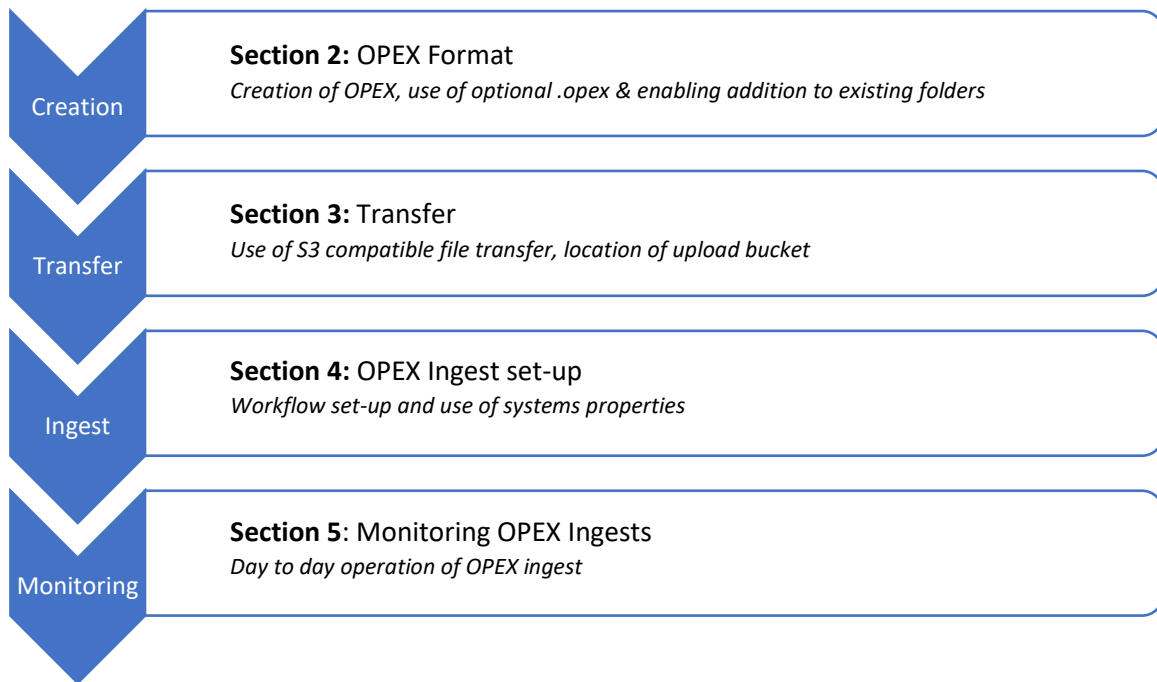 Creation
Section 2: OPEX Format
Creation of OPEX, use of optional .opex & enabling addition to existing folders
Transfer
Section 3: Transfer
Use of S3 compatible file transfer, location of upload bucket
Ingest
Section 4: OPEX Ingest set-up
Workflow set-up and use of systems properties
Monitoring
Section 5: Monitoring OPEX Ingests
Day to day operation of OPEX ingest